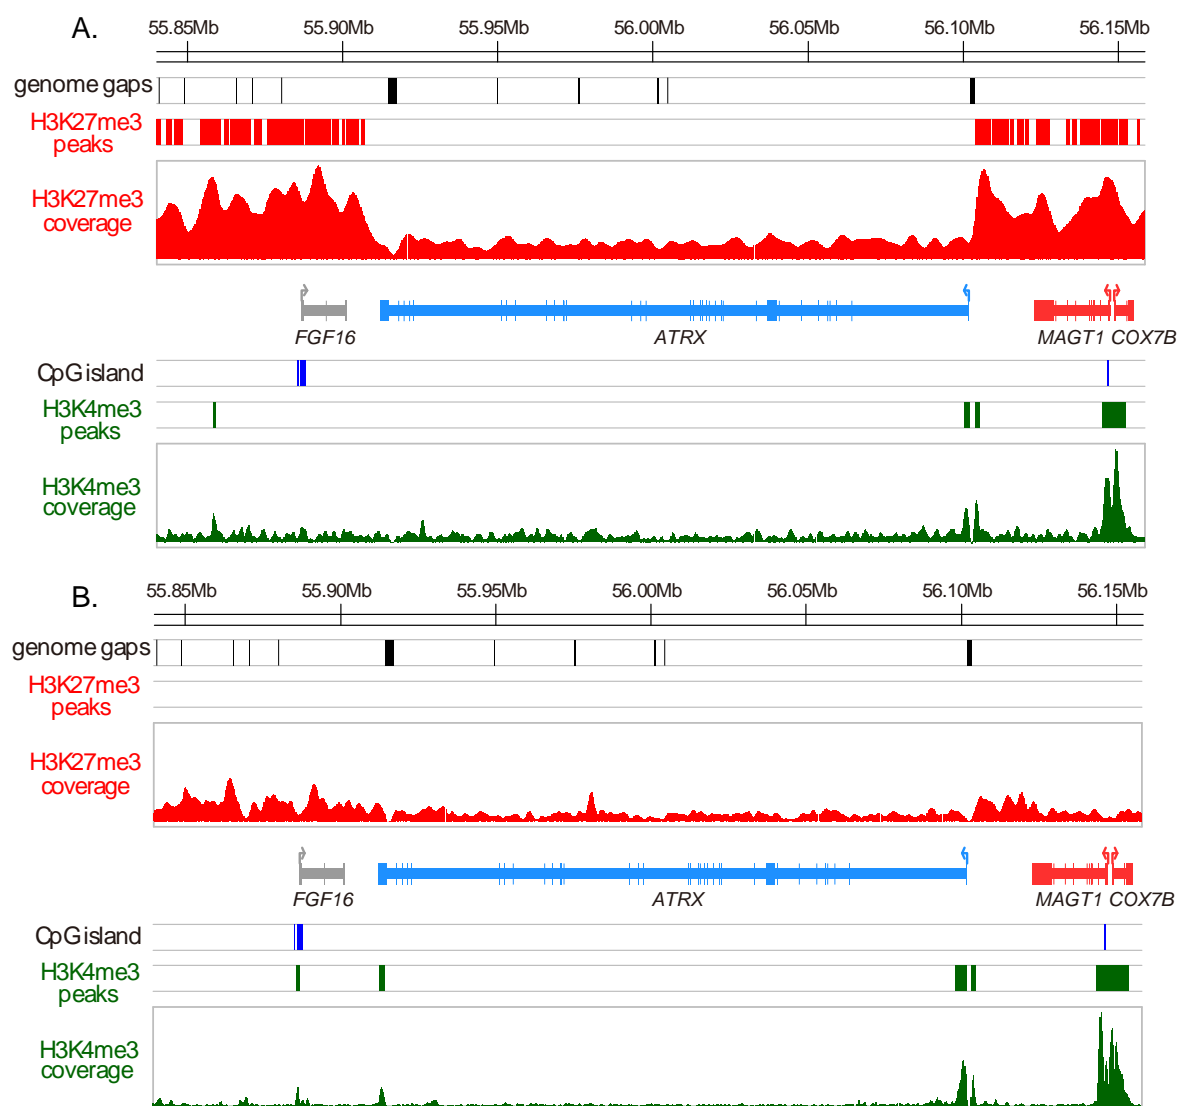 A.
55.85Mb 55.90Mb 55.95Mb 56.00Mb 56.05Mb 56.10Mb 56.15Mb
genome gaps
H3K27me3
peaks
H3K27me3
coverage
FGF16 ATRX MAGT1 COX7B
CpG island
H3K4me3
peaks
H3K4me3
coverage
B.
55.85Mb 55.90Mb 55.95Mb 56.00Mb 56.05Mb 56.10Mb 56.15Mb
genome gaps
H3K27me3
peaks
H3K27me3
coverage
FGF16 ATRX MAGT1 COX7B
CpG island
H3K4me3
peaks
H3K4me3
coverage